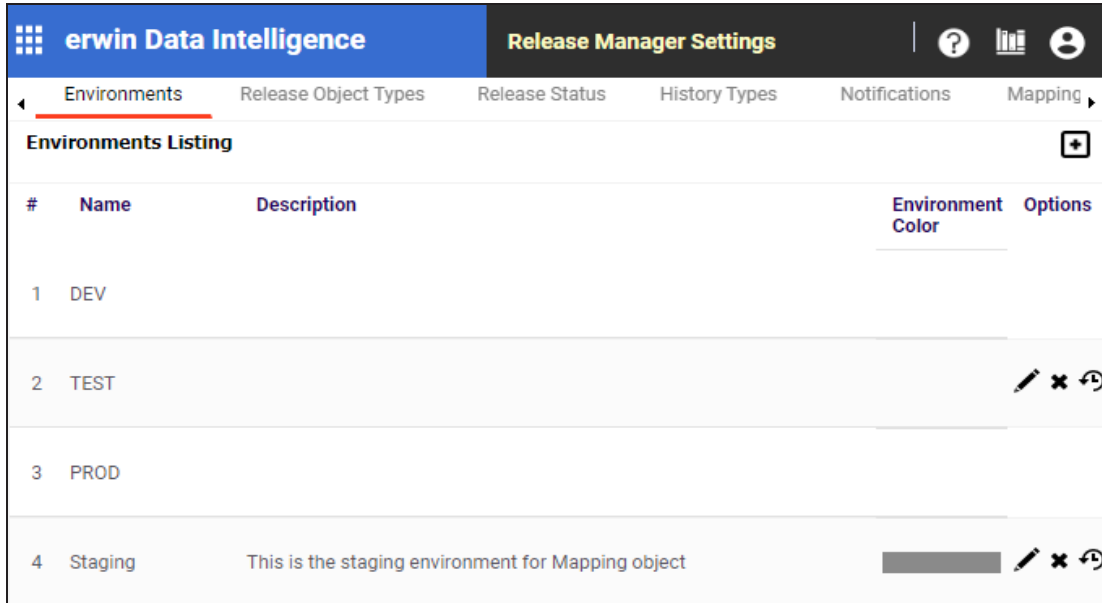 erwin Data Intelligence Release Manager Settings
Environments Release Object Types Release Status History Types Notifications Mapping
Environments Listing
# Name Description Environment Color Options
1 DEV
2 TEST
3 PROD
4 Staging This is the staging environment for Mapping object